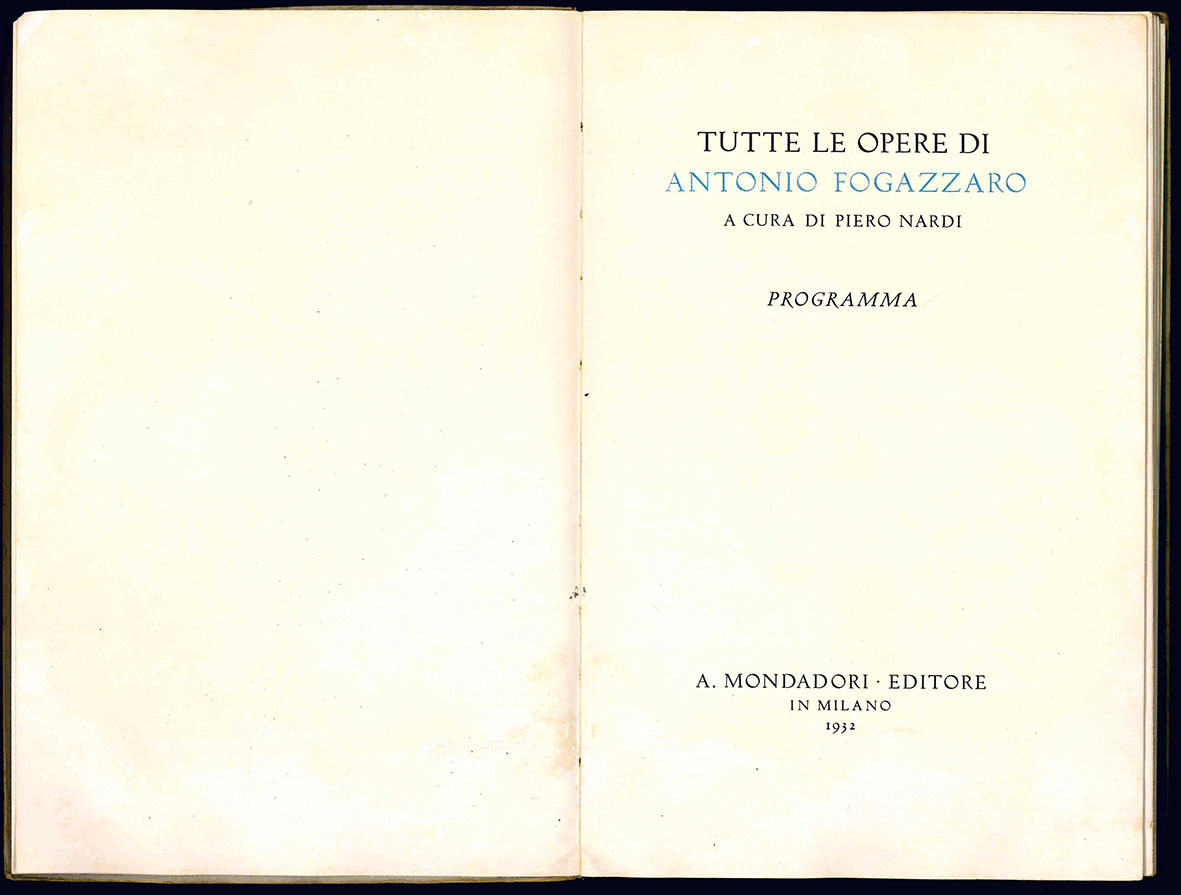 TUTTE LE OPERE DI
ANTONIO FOGAZZARO
A CURA DI PIERO NARDI
PROGRAMMA
A. MONDADORI · EDITORE
IN MILANO
1932